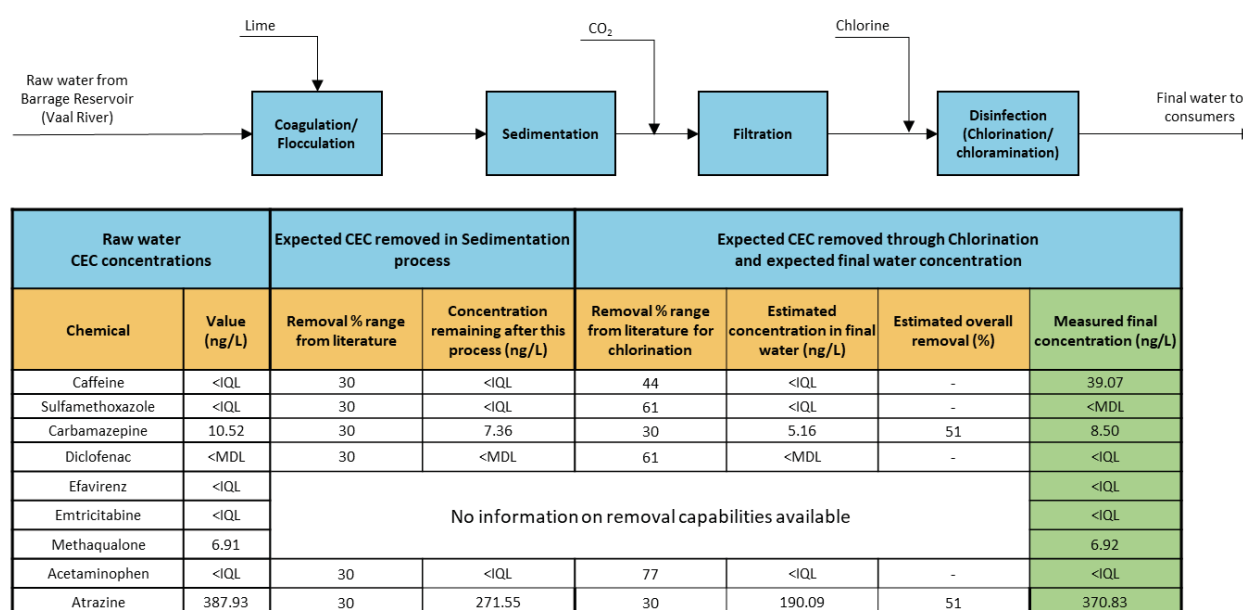 Lime
CO₂
Chlorine
Raw water from
Barrage Reservoir
(Vaal River)
Coagulation/
Flocculation
Sedimentation
Filtration
Disinfection
(Chlorination/
chloramination)
Final water to
consumers
Raw water
CEC concentrations
Expected CEC removed in Sedimentation
process
Expected CEC removed through Chlorination
and expected final water concentration
Chemical
Value
(ng/L)
Removal % range
from literature
Concentration
remaining after this
process (ng/L)
Removal % range
from literature for
chlorination
Estimated
concentration in final
water (ng/L)
Estimated overall
removal (%)
Measured final
concentration (ng/L)
Caffeine <IQL 30 <IQL 44 <IQL - 39.07
Sulfamethoxazole <IQL 30 <IQL 61 <IQL - <MDL
Carbamazepine 10.52 30 7.36 30 5.16 51 8.50
Diclofenac <MDL 30 <MDL 61 <MDL - <IQL
Efavirenz <IQL <IQL
Emtricitabine <IQL No information on removal capabilities available <IQL
Methaqualone 6.91 6.92
Acetaminophen <IQL 30 <IQL 77 <IQL - <IQL
Atrazine 387.93 30 271.55 30 190.09 51 370.83